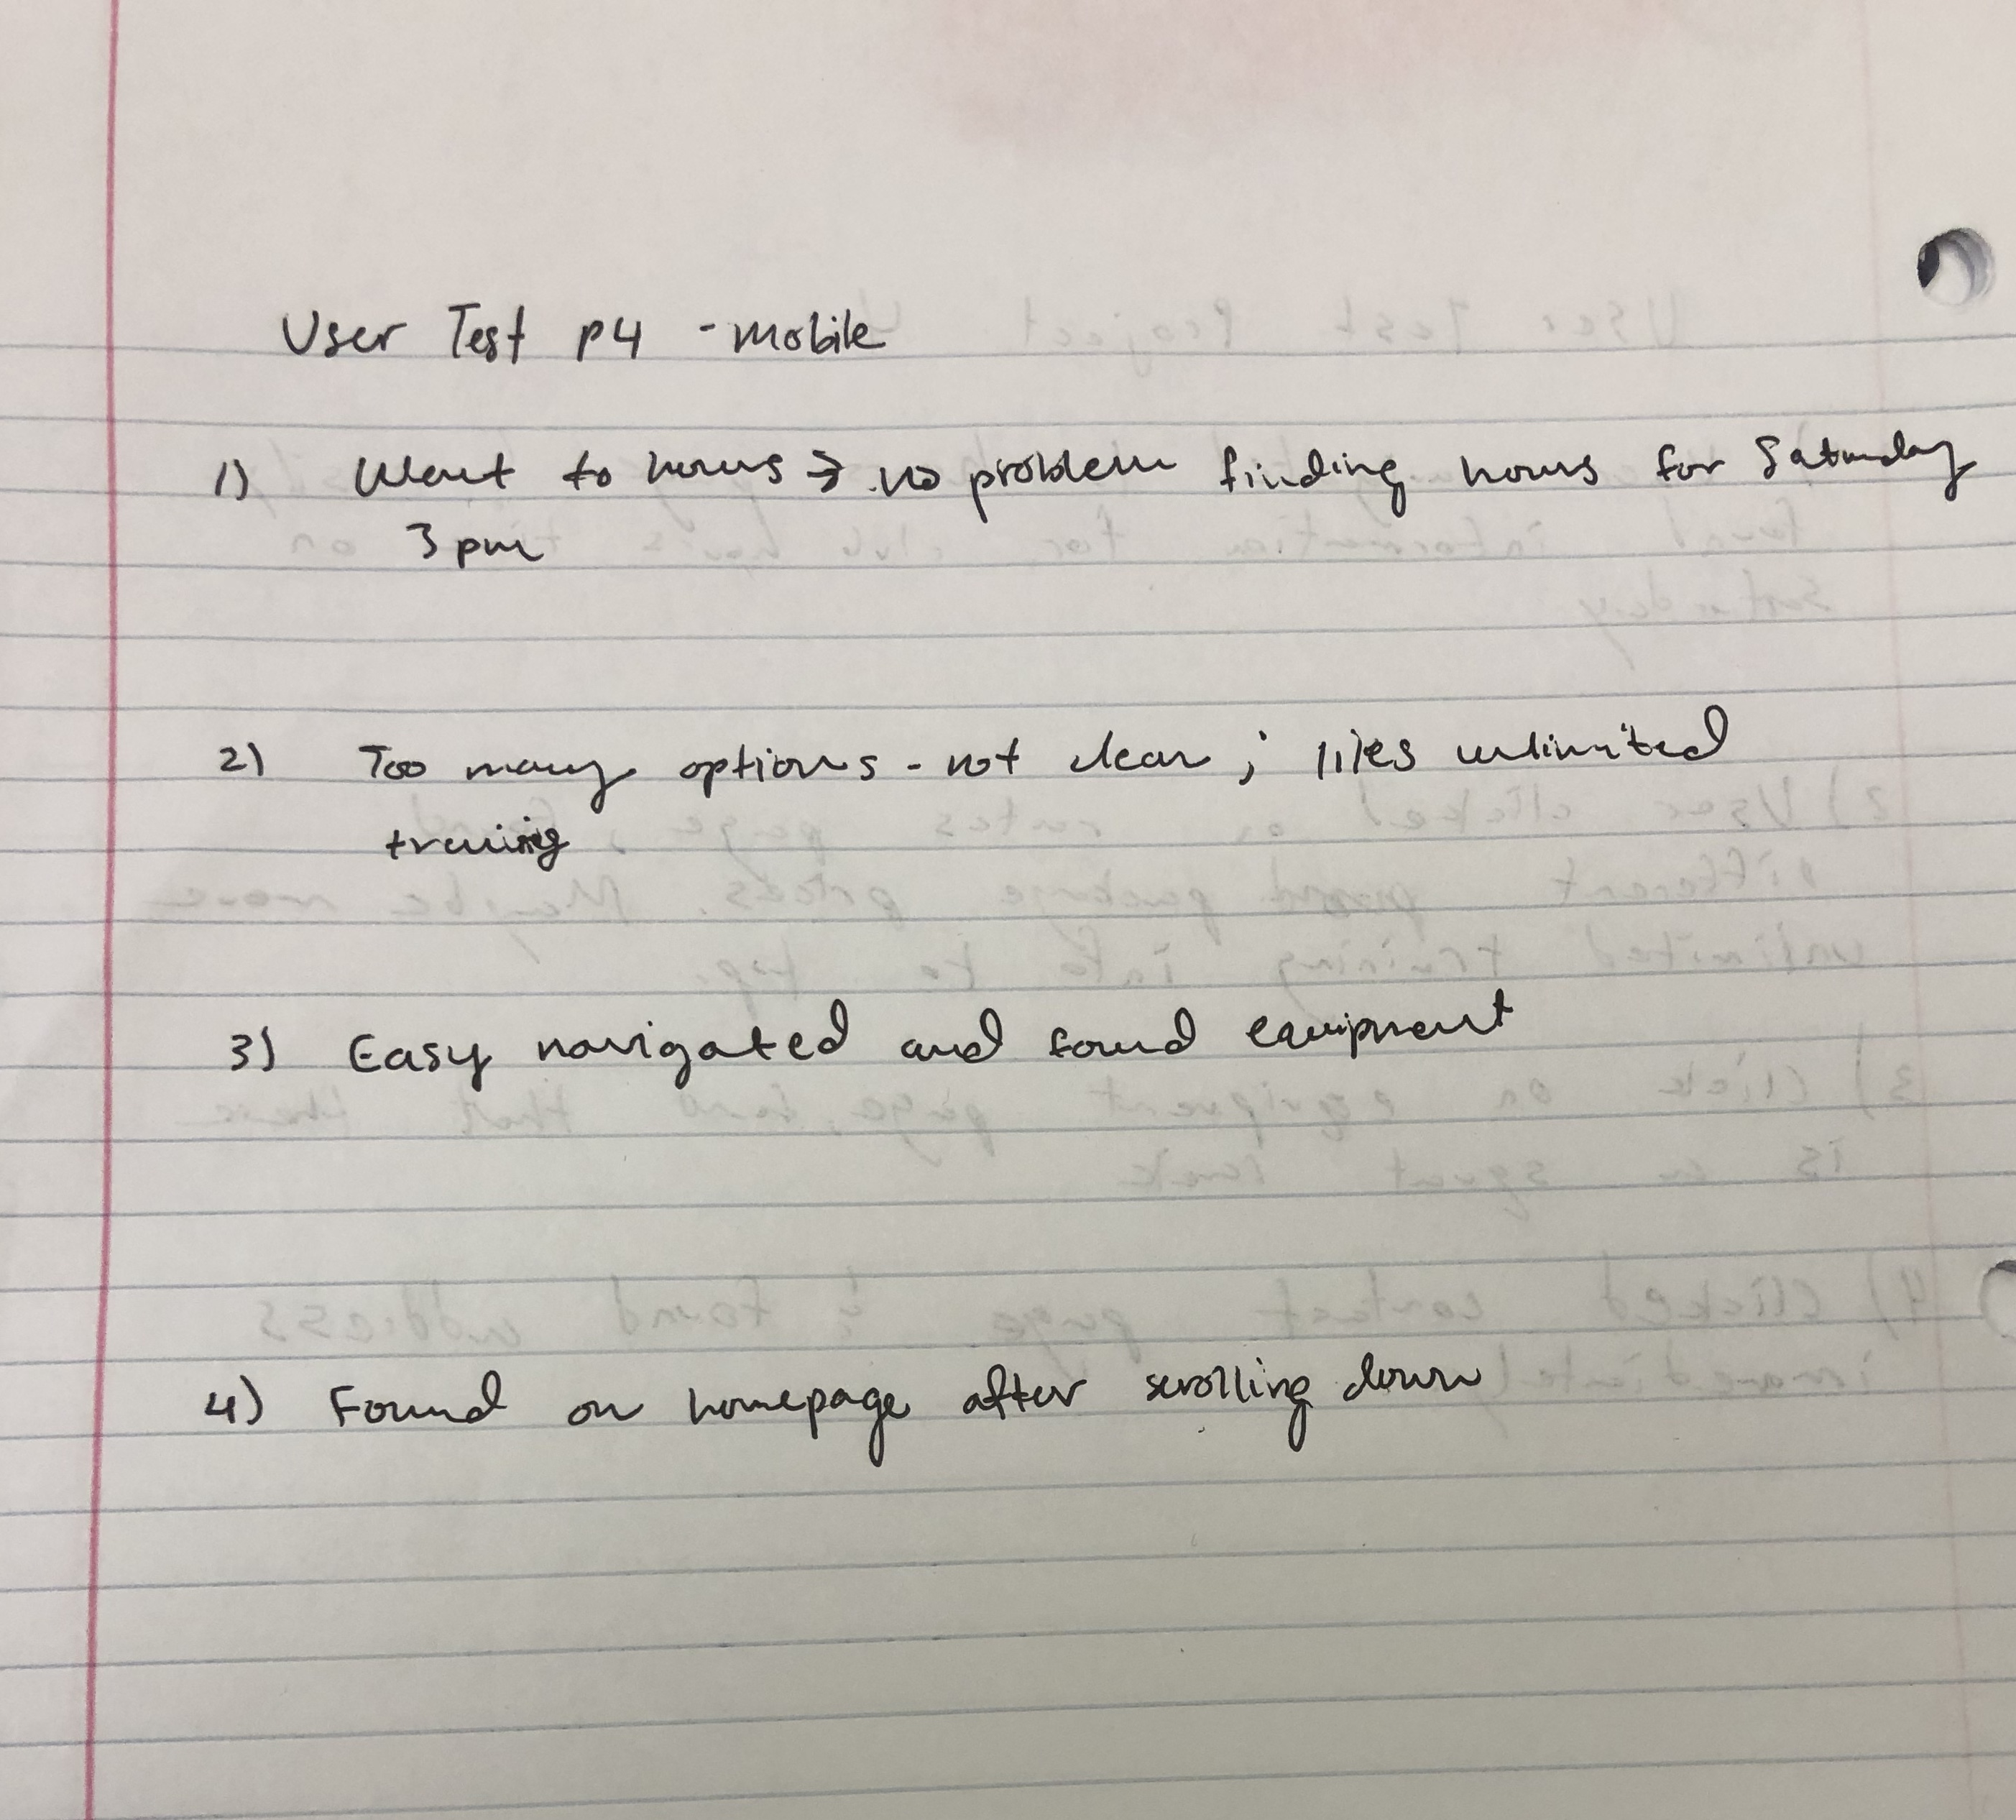 User Test P4 - mobile
1) Went to hours → no problem finding hours for Saturday
3 pm
2) Too many options - not clear ; likes unlimited
training
3) Easy navigated and found equipment
4) Found on homepage after scrolling down